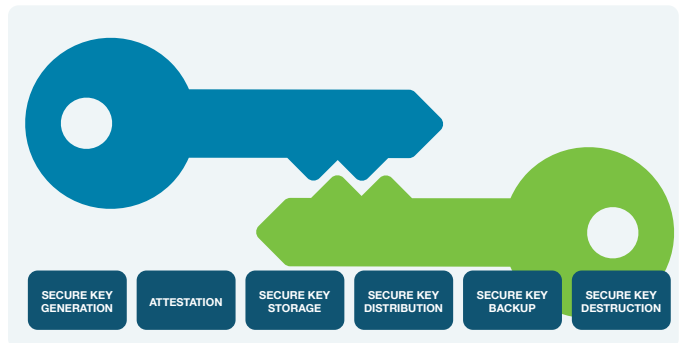 SECURE KEY
GENERATION
ATTESTATION
SECURE KEY
STORAGE
SECURE KEY
DISTRIBUTION
SECURE KEY
BACKUP
SECURE KEY
DESTRUCTION